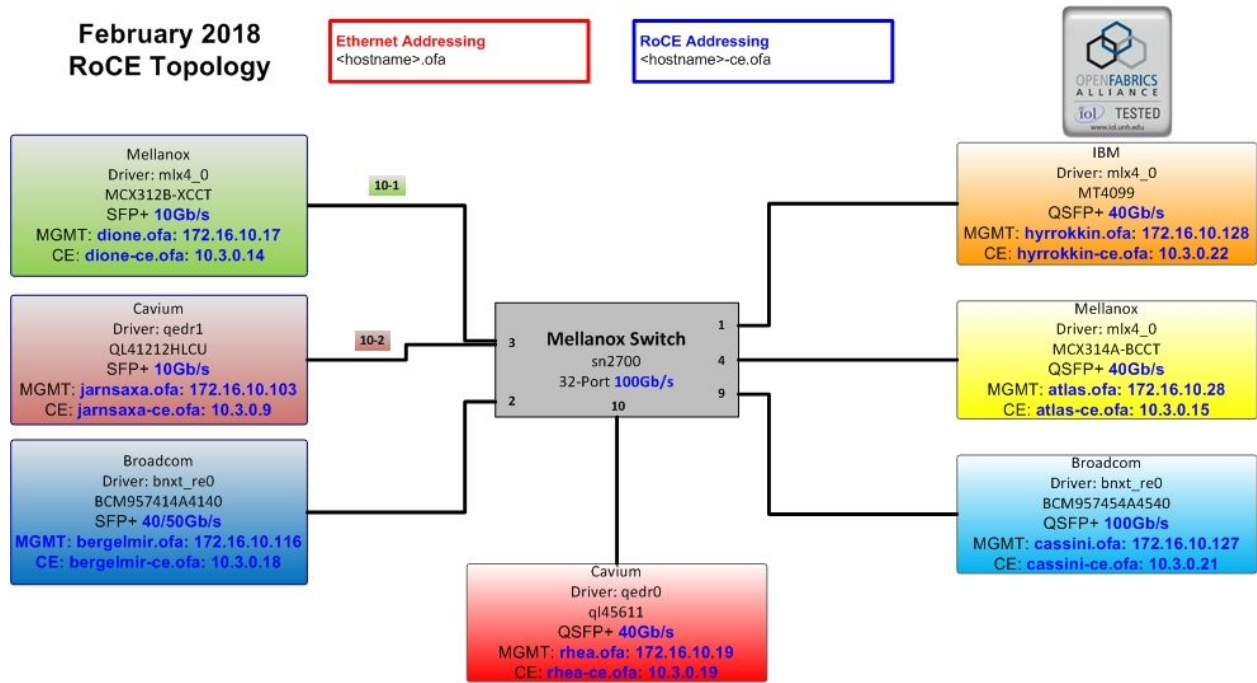 February 2018
RoCE Topology
Ethernet Addressing
<hostname>.ofa
RoCE Addressing
<hostname>-ce.ofa
OPENFABRICS
ALLIANCE
iol TESTED
www.iol.unh.edu
Mellanox
Driver: mlx4_0
MCX312B-XCCT
SFP+ 10Gb/s
MGMT: dione.ofa: 172.16.10.17
CE: dione-ce.ofa: 10.3.0.14
10-1
IBM
Driver: mlx4_0
MT4099
QSFP+ 40Gb/s
MGMT: hyrrokkin.ofa: 172.16.10.128
CE: hyrrokkin-ce.ofa: 10.3.0.22
Cavium
Driver: qedr1
QL41212HLCU
SFP+ 10Gb/s
MGMT: jarnsaxa.ofa: 172.16.10.103
CE: jarnsaxa-ce.ofa: 10.3.0.9
10-2
Mellanox Switch
sn2700
32-Port 100Gb/s
3
2
10
1
4
9
Mellanox
Driver: mlx4_0
MCX314A-BCCT
QSFP+ 40Gb/s
MGMT: atlas.ofa: 172.16.10.28
CE: atlas-ce.ofa: 10.3.0.15
Broadcom
Driver: bnxt_re0
BCM957414A4140
SFP+ 40/50Gb/s
MGMT: bergelmir.ofa: 172.16.10.116
CE: bergelmir-ce.ofa: 10.3.0.18
Broadcom
Driver: bnxt_re0
BCM957454A4540
QSFP+ 100Gb/s
MGMT: cassini.ofa: 172.16.10.127
CE: cassini-ce.ofa: 10.3.0.21
Cavium
Driver: qedr0
ql45611
QSFP+ 40Gb/s
MGMT: rhea.ofa: 172.16.10.19
CE: rhea-ce.ofa: 10.3.0.19